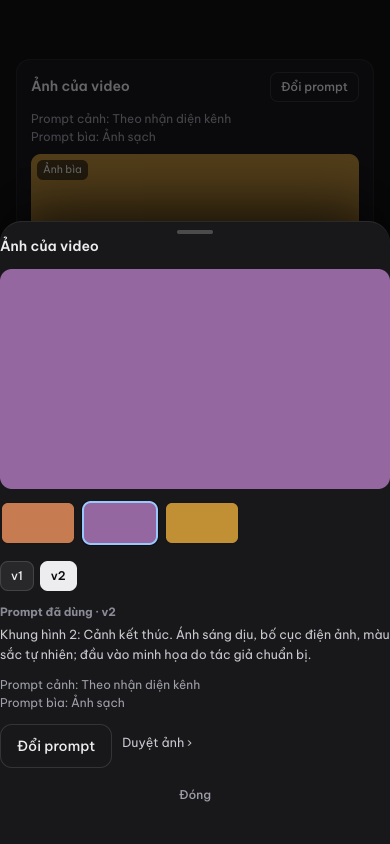 Ảnh của video
Đổi prompt
Prompt cảnh: Theo nhận diện kênh
Prompt bìa: Ảnh sạch
Ảnh bìa
Ảnh của video
v1
v2
Prompt đã dùng · v2
Khung hình 2: Cảnh kết thúc. Ánh sáng dịu, bố cục điện ảnh, màu
sắc tự nhiên; đầu vào minh họa do tác giả chuẩn bị.
Prompt cảnh: Theo nhận diện kênh
Prompt bìa: Ảnh sạch
Đổi prompt
Duyệt ảnh ›
Đóng